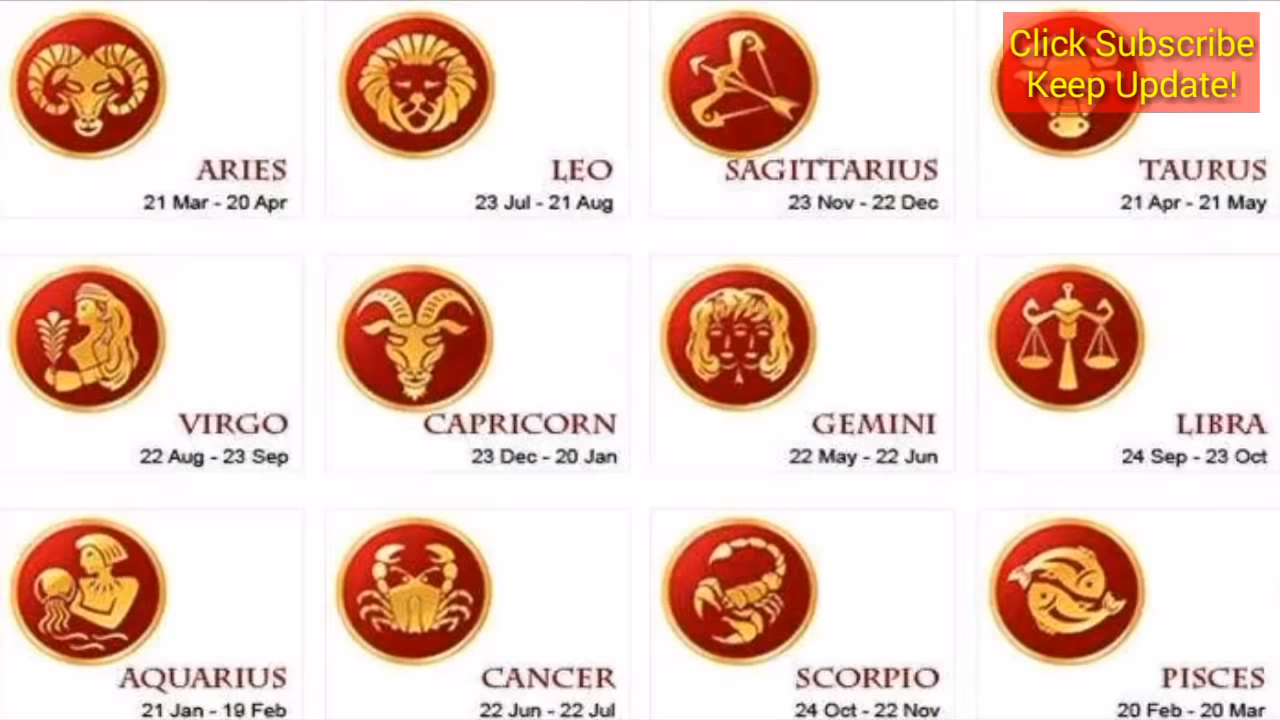 Click Subscribe
Keep Update!
ARIES
21 Mar - 20 Apr
LEO
23 Jul - 21 Aug
SAGITTARIUS
23 Nov - 22 Dec
TAURUS
21 Apr - 21 May
VIRGO
22 Aug - 23 Sep
CAPRICORN
23 Dec - 20 Jan
GEMINI
22 May - 22 Jun
LIBRA
24 Sep - 23 Oct
AQUARIUS
21 Jan - 19 Feb
CANCER
22 Jun - 22 Jul
SCORPIO
24 Oct - 22 Nov
PISCES
20 Feb - 20 Mar